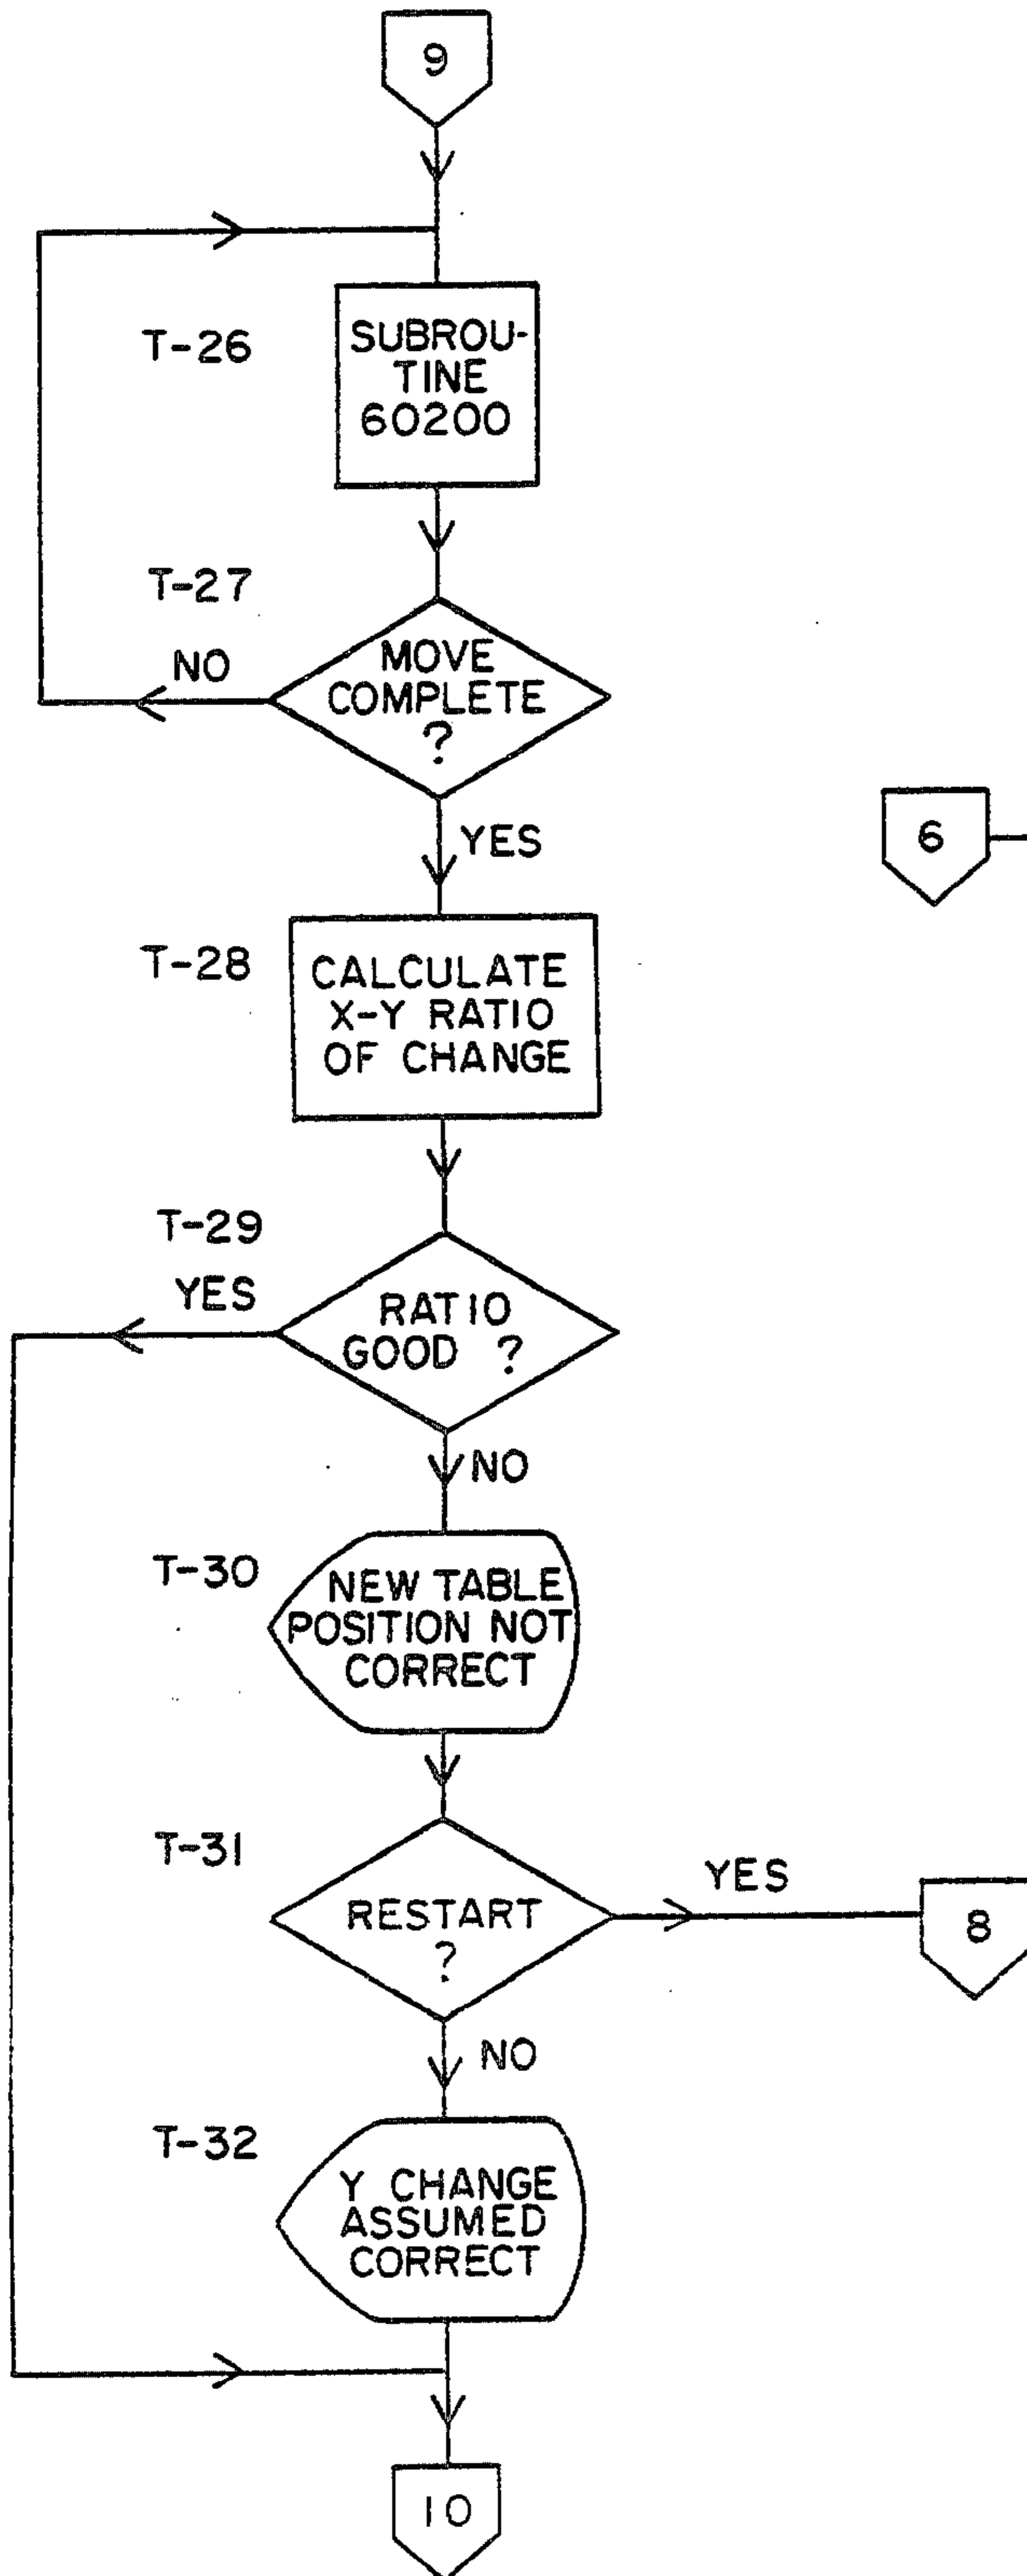 9
T-26
SUBROU-
TINE
60200
T-27
NO
MOVE
COMPLETE
?
YES
6
T-28
CALCULATE
X-Y RATIO
OF CHANGE
T-29
YES
RATIO
GOOD ?
NO
T-30
NEW TABLE
POSITION NOT
CORRECT
T-31
YES
RESTART
?
8
NO
T-32
Y CHANGE
ASSUMED
CORRECT
10